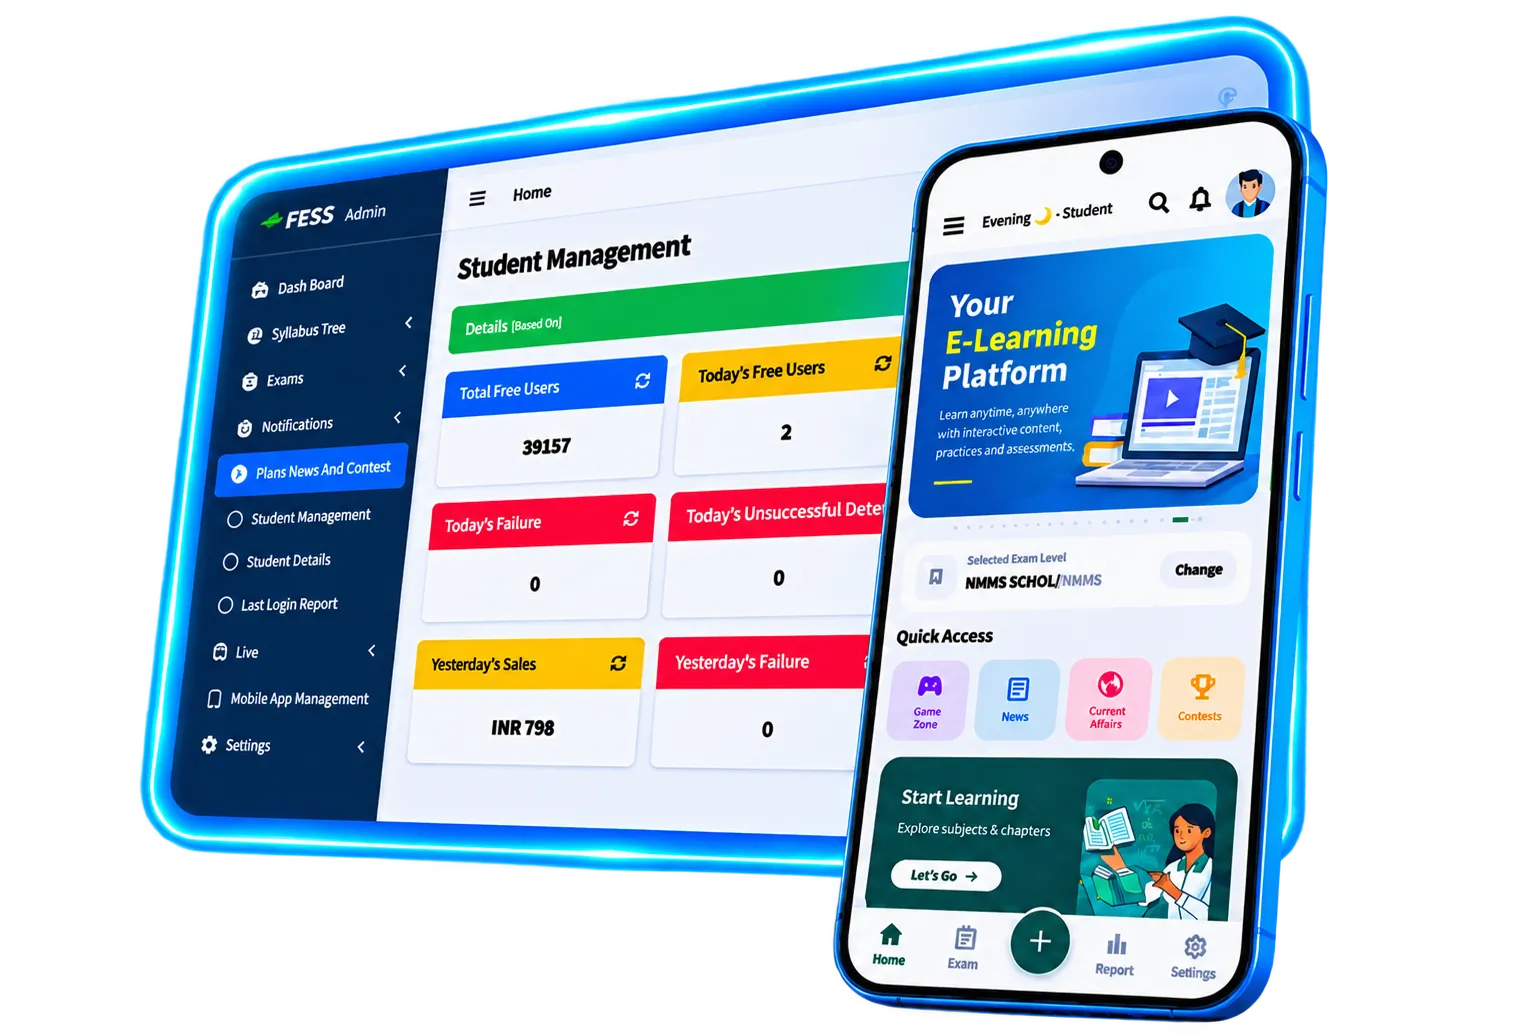 FESS Admin
Dash Board
Syllabus Tree
Exams
Notifications
Plans News And Contest
Student Management
Student Details
Last Login Report
Live
Mobile App Management
Settings
Home
Student Management
Details [Based On]
Total Free Users
39157
Today's Free Users
2
Today's Failure
0
Today's Unsuccessful Dete
0
Yesterday's Sales
INR 798
Yesterday's Failure
0
Evening 🌙 - Student
Your
E-Learning
Platform
Learn anytime, anywhere
with interactive content,
practices and assessments.
Selected Exam Level
NMMS SCHOL//NMMS
Change
Quick Access
Game
Zone
News
Current
Affairs
Contests
Start Learning
Explore subjects & chapters
Let's Go →
Home
Exam
Report
Settings